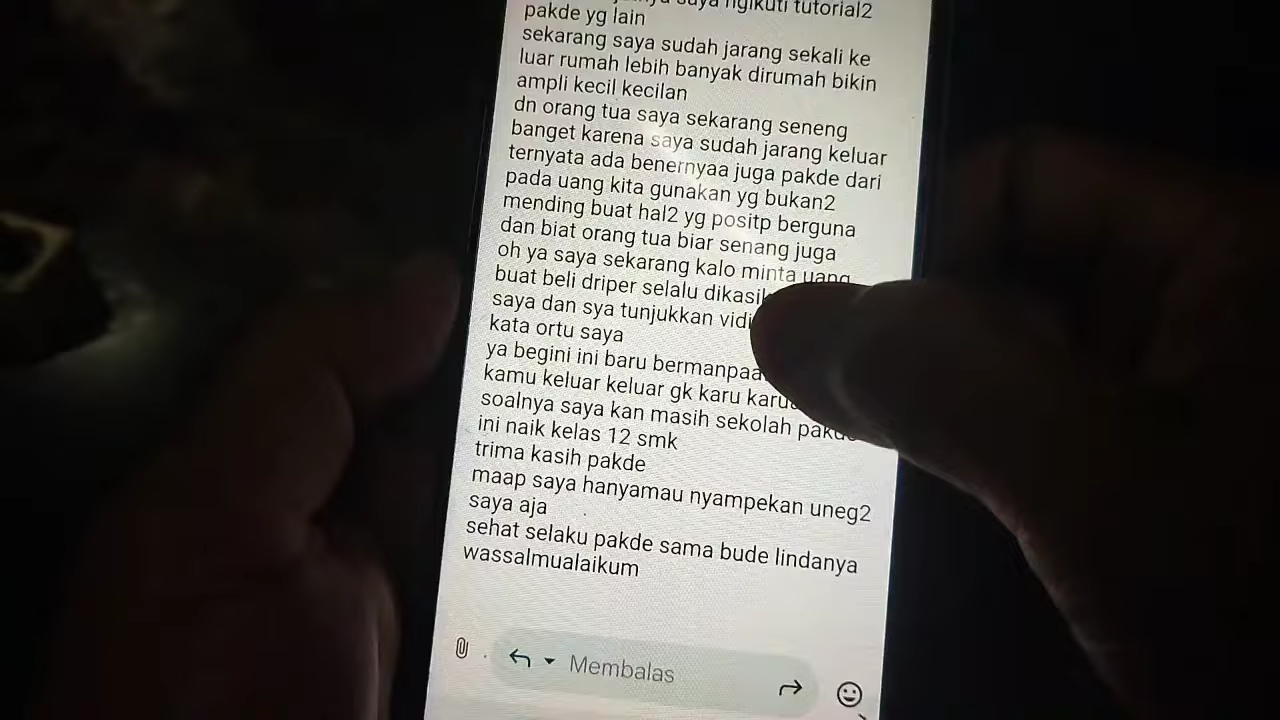 ngikuti tutorial2
pakde yg lain
sekarang saya sudah jarang sekali ke
luar rumah lebih banyak dirumah bikin
ampli kecil kecilan
dn orang tua saya sekarang seneng
banget karena saya sudah jarang keluar
ternyata ada benernyaa juga pakde dari
pada uang kita gunakan yg bukan2
mending buat hal2 yg positp berguna
dan biat orang tua biar senang juga
oh ya saya sekarang kalo minta uang
buat beli driper selalu
saya dan sya tunjukkan
kata ortu saya
ya begini ini baru
kamu keluar keluar gk karu
soalnya saya kan masih sekolah
ini naik kelas 12 smk
trima kasih pakde
maap saya hanyamau nyampekan uneg2
saya aja
sehat selaku pakde sama bude lindanya
wassalmualaikum
Membalas